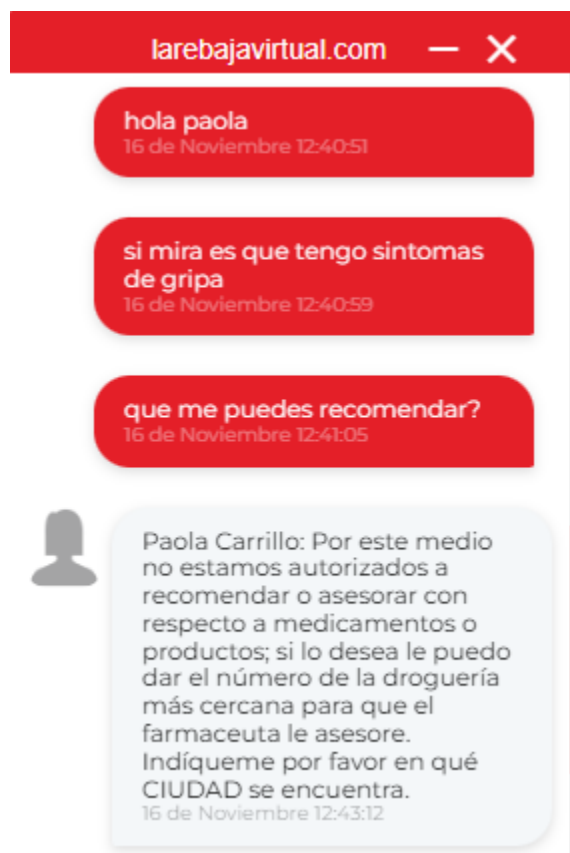 larebajavirtual.com
hola paola
16 de Noviembre 12:40:51
si mira es que tengo sintomas
de gripa
16 de Noviembre 12:40:59
que me puedes recomendar?
16 de Noviembre 12:41:05
Paola Carrillo: Por este medio
no estamos autorizados a
recomendar o asesorar con
respecto a medicamentos o
productos; si lo desea le puedo
dar el número de la droguería
más cercana para que el
farmaceuta le asesore.
Indíqueme por favor en qué
CIUDAD se encuentra.
16 de Noviembre 12:43:12